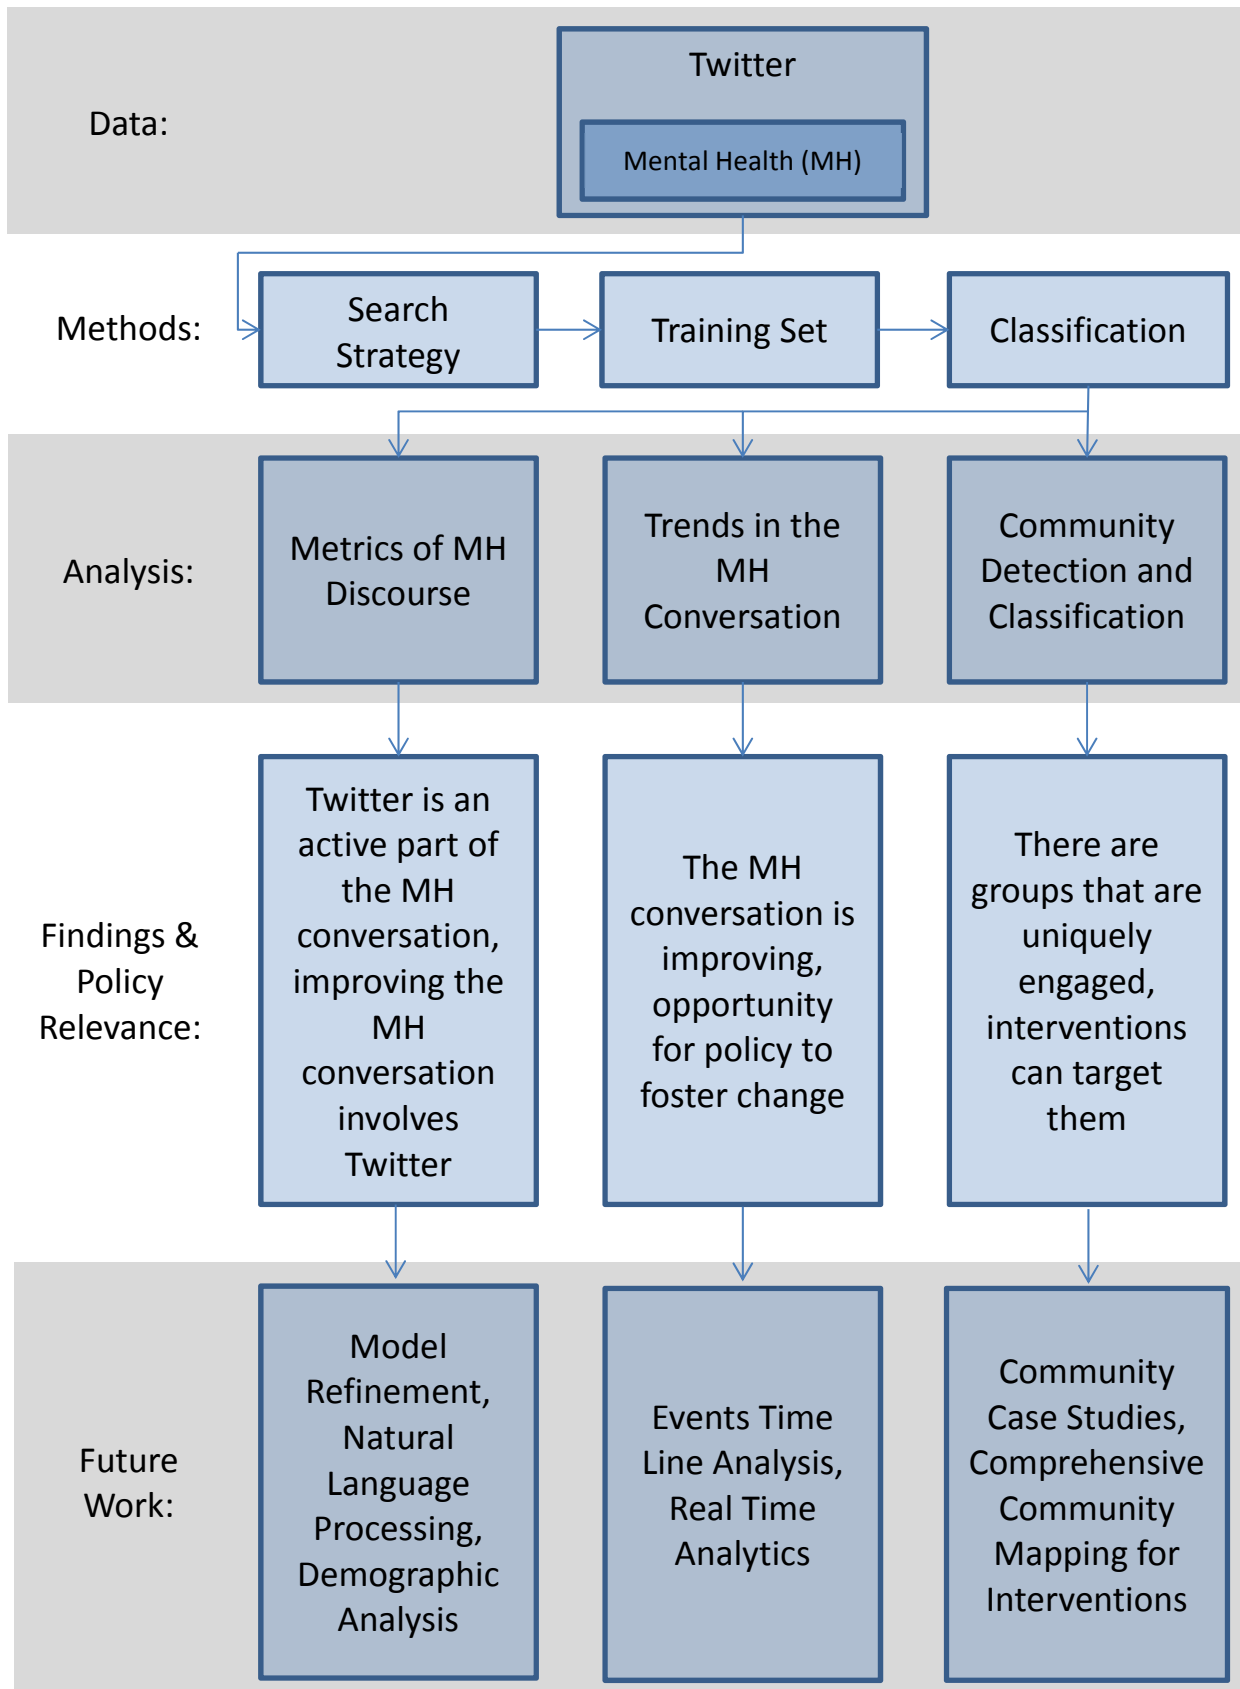 Data:
Twitter
Mental Health (MH)
Methods:
Search
Strategy
Training Set
Classification
Analysis:
Metrics of MH
Discourse
Trends in the
MH
Conversation
Community
Detection and
Classification
Findings &
Policy
Relevance:
Twitter is an
active part of
the MH
conversation,
improving the
MH
conversation
involves
Twitter
The MH
conversation is
improving,
opportunity
for policy to
foster change
There are
groups that are
uniquely
engaged,
interventions
can target
them
Future
Work:
Model
Refinement,
Natural
Language
Processing,
Demographic
Analysis
Events Time
Line Analysis,
Real Time
Analytics
Community
Case Studies,
Comprehensive
Community
Mapping for
Interventions